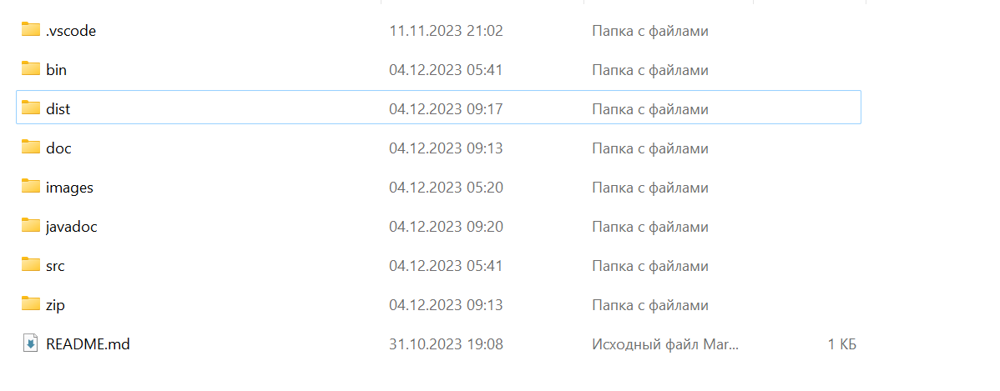 .vscode 11.11.2023 21:02 Папка с файлами
bin 04.12.2023 05:41 Папка с файлами
dist 04.12.2023 09:17 Папка с файлами
doc 04.12.2023 09:13 Папка с файлами
images 04.12.2023 05:20 Папка с файлами
javadoc 04.12.2023 09:20 Папка с файлами
src 04.12.2023 05:41 Папка с файлами
zip 04.12.2023 09:13 Папка с файлами
README.md 31.10.2023 19:08 Исходный файл Mar... 1 КБ